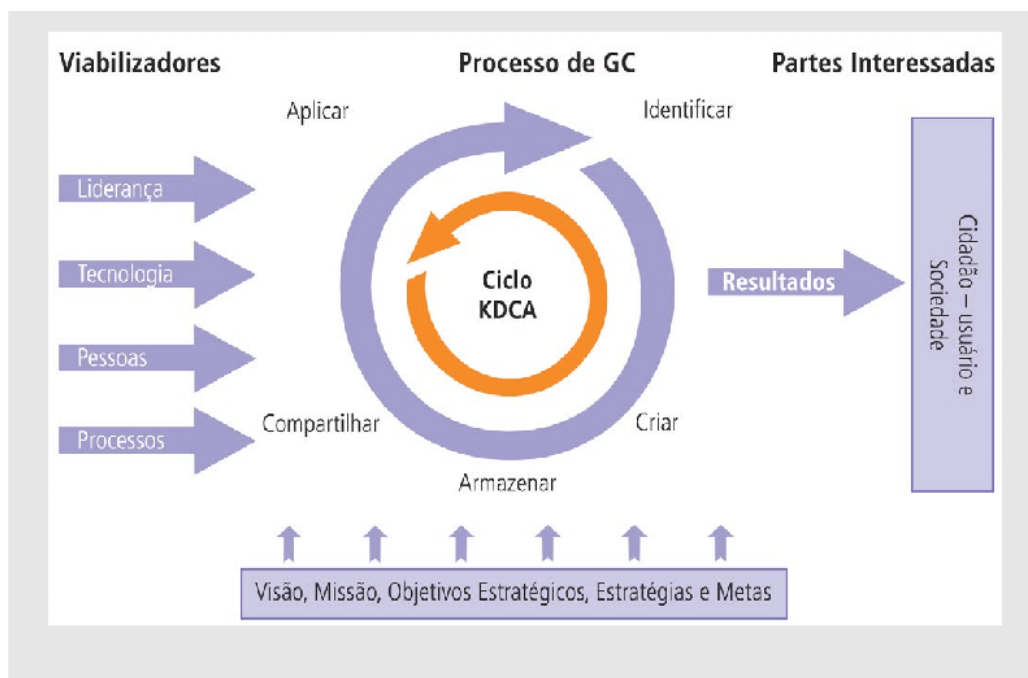 Viabilizadores
Processo de GC
Partes Interessadas
Aplicar
Identificar
Liderança
Tecnologia
Pessoas
Processos
Ciclo
KDCA
Compartilhar
Criar
Armazenar
Resultados
Cidadão – usuário e
Sociedade
Visão, Missão, Objetivos Estratégicos, Estratégias e Metas